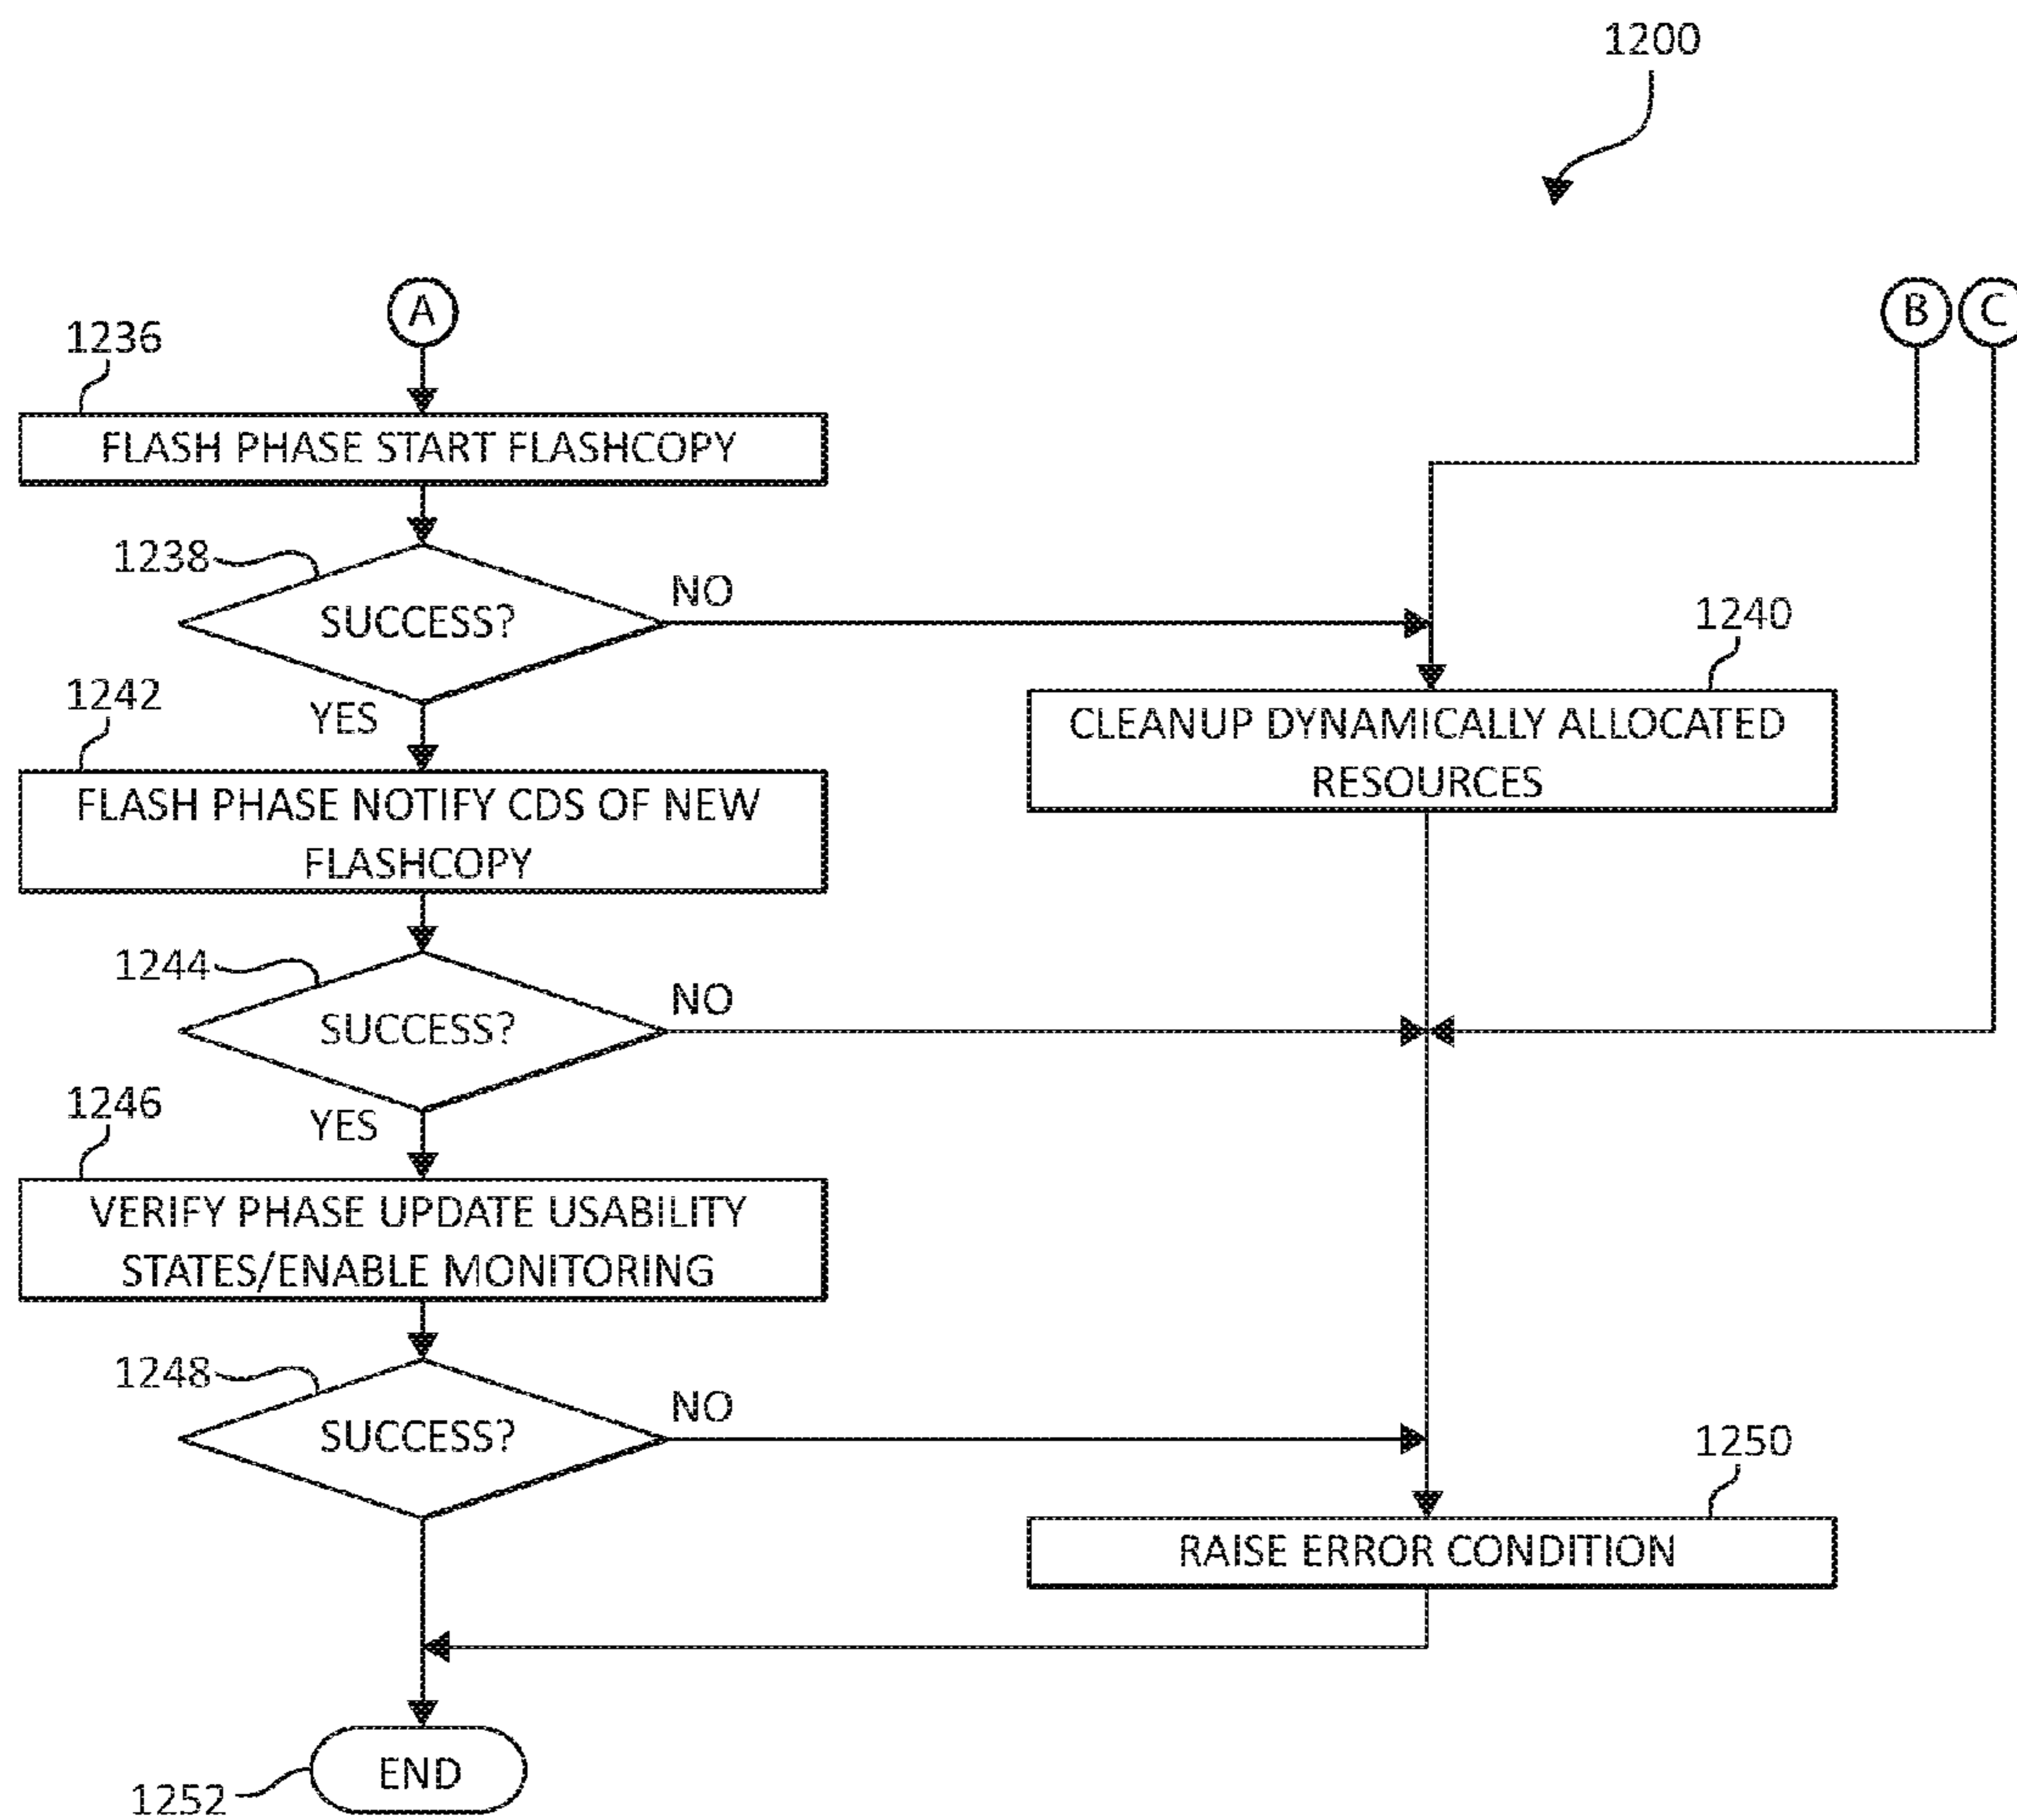 1200
A
B
C
1236
FLASH PHASE START FLASHCOPY
1238
SUCCESS?
NO
1240
YES
1242
CLEANUP DYNAMICALLY ALLOCATED
RESOURCES
FLASH PHASE NOTIFY CDS OF NEW
FLASHCOPY
1244
SUCCESS?
NO
YES
1246
VERIFY PHASE UPDATE USABILITY
STATES/ENABLE MONITORING
1248
SUCCESS?
NO
1250
RAISE ERROR CONDITION
END
1252